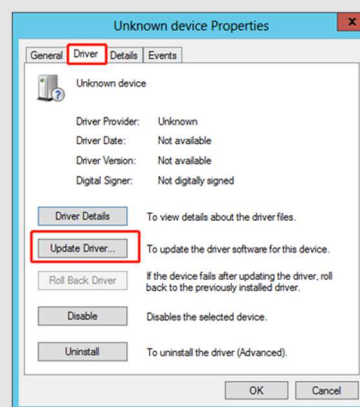 Unknown device Properties
x
General Driver Details Events
Unknown device
Driver Provider: Unknown
Driver Date: Not available
Driver Version: Not available
Digital Signer: Not digitally signed
Driver Details To view details about the driver files.
Update Driver... To update the driver software for this device.
Roll Back Driver If the device fails after updating the driver, roll
back to the previously installed driver.
Disable Disables the selected device.
Uninstall To uninstall the driver (Advanced).
OK Cancel